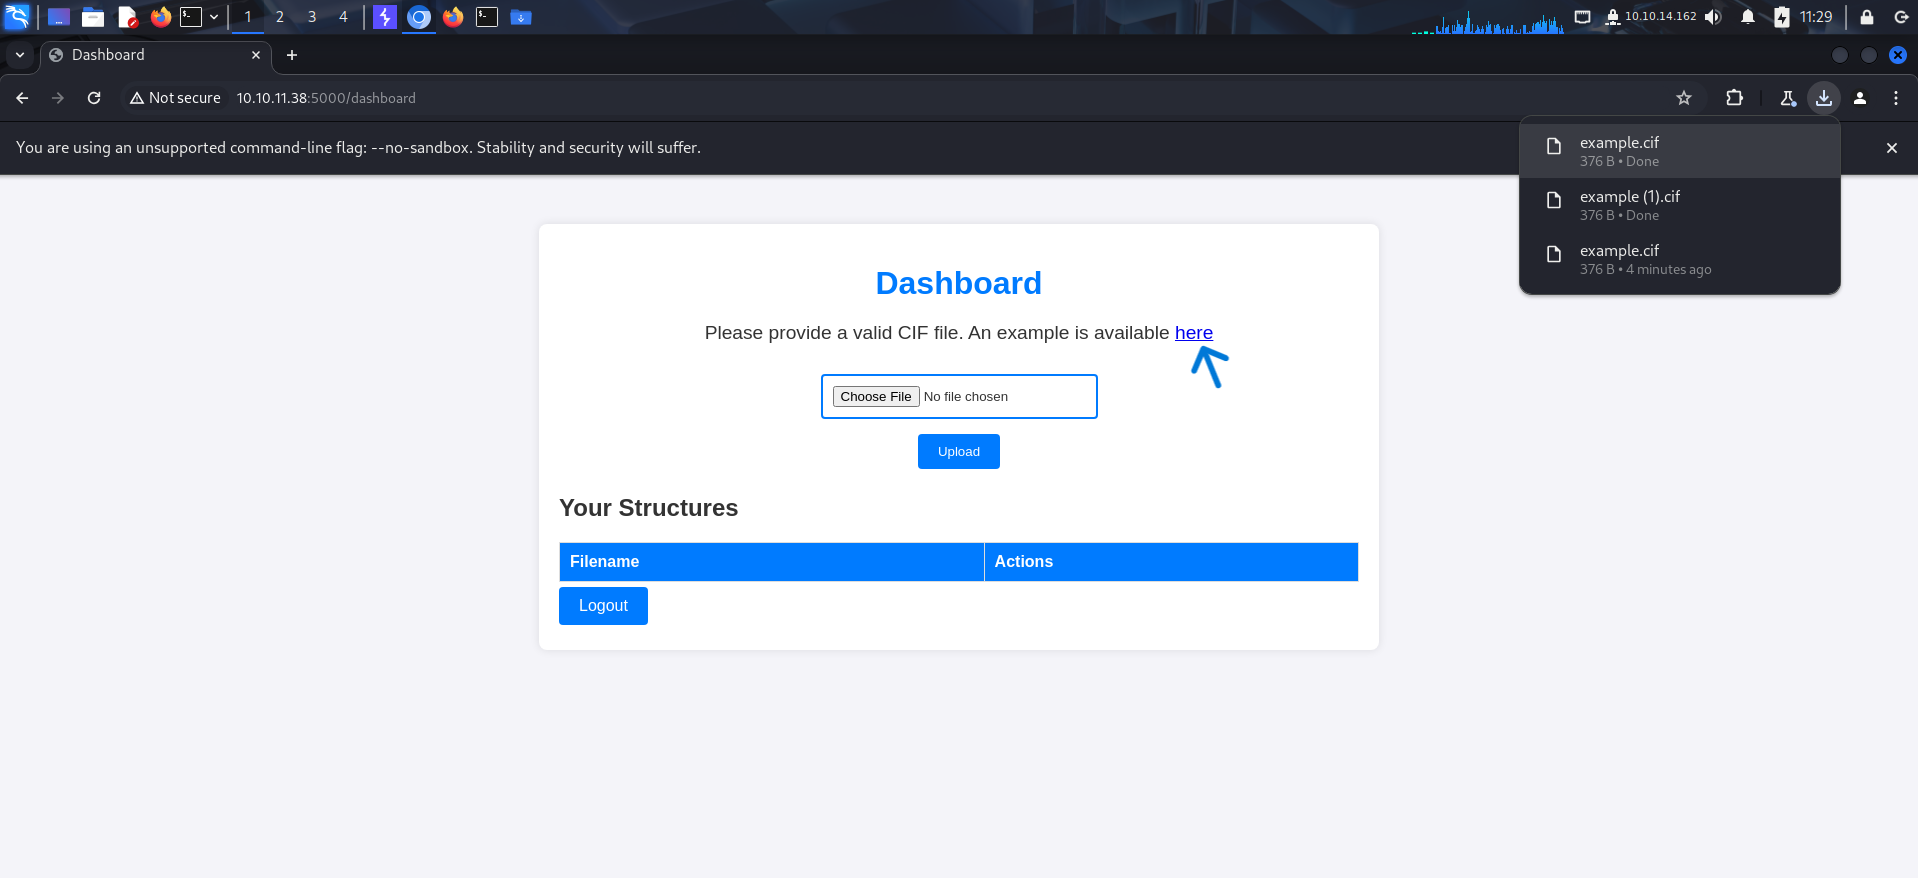 1 2 3 4 10.10.14.162 11:29
Dashboard
Not secure 10.10.11.38:5000/dashboard
You are using an unsupported command-line flag: --no-sandbox. Stability and security will suffer.
example.cif
376 B • Done
example (1).cif
376 B • Done
example.cif
376 B • 4 minutes ago
Dashboard
Please provide a valid CIF file. An example is available here
Choose File No file chosen
Upload
Your Structures
Filename Actions
Logout